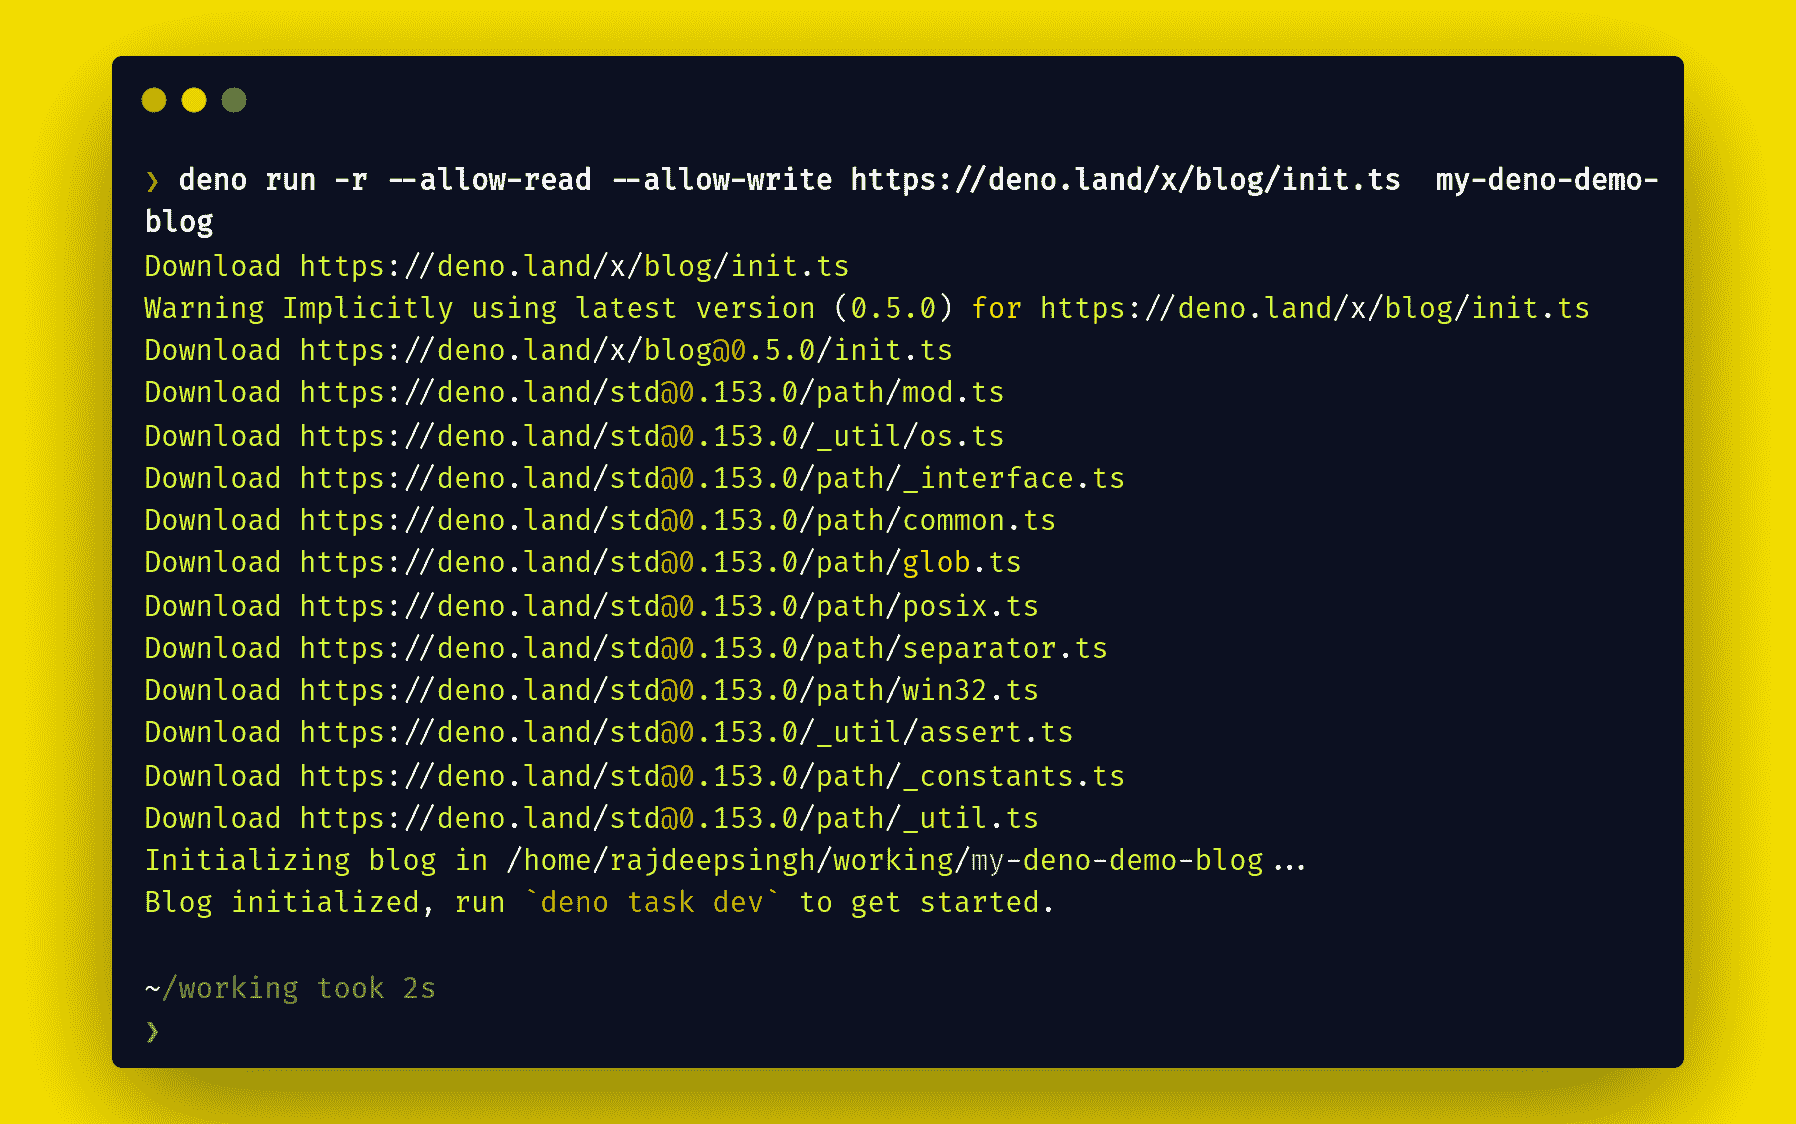 ❯ deno run -r --allow-read --allow-write https://deno.land/x/blog/init.ts  my-deno-demo-
blog
Download https://deno.land/x/blog/init.ts
Warning Implicitly using latest version (0.5.0) for https://deno.land/x/blog/init.ts
Download https://deno.land/x/blog@0.5.0/init.ts
Download https://deno.land/std@0.153.0/path/mod.ts
Download https://deno.land/std@0.153.0/_util/os.ts
Download https://deno.land/std@0.153.0/path/_interface.ts
Download https://deno.land/std@0.153.0/path/common.ts
Download https://deno.land/std@0.153.0/path/glob.ts
Download https://deno.land/std@0.153.0/path/posix.ts
Download https://deno.land/std@0.153.0/path/separator.ts
Download https://deno.land/std@0.153.0/path/win32.ts
Download https://deno.land/std@0.153.0/_util/assert.ts
Download https://deno.land/std@0.153.0/path/_constants.ts
Download https://deno.land/std@0.153.0/path/_util.ts
Initializing blog in /home/rajdeepsingh/working/my-deno-demo-blog...
Blog initialized, run `deno task dev` to get started.
~/working took 2s
❯